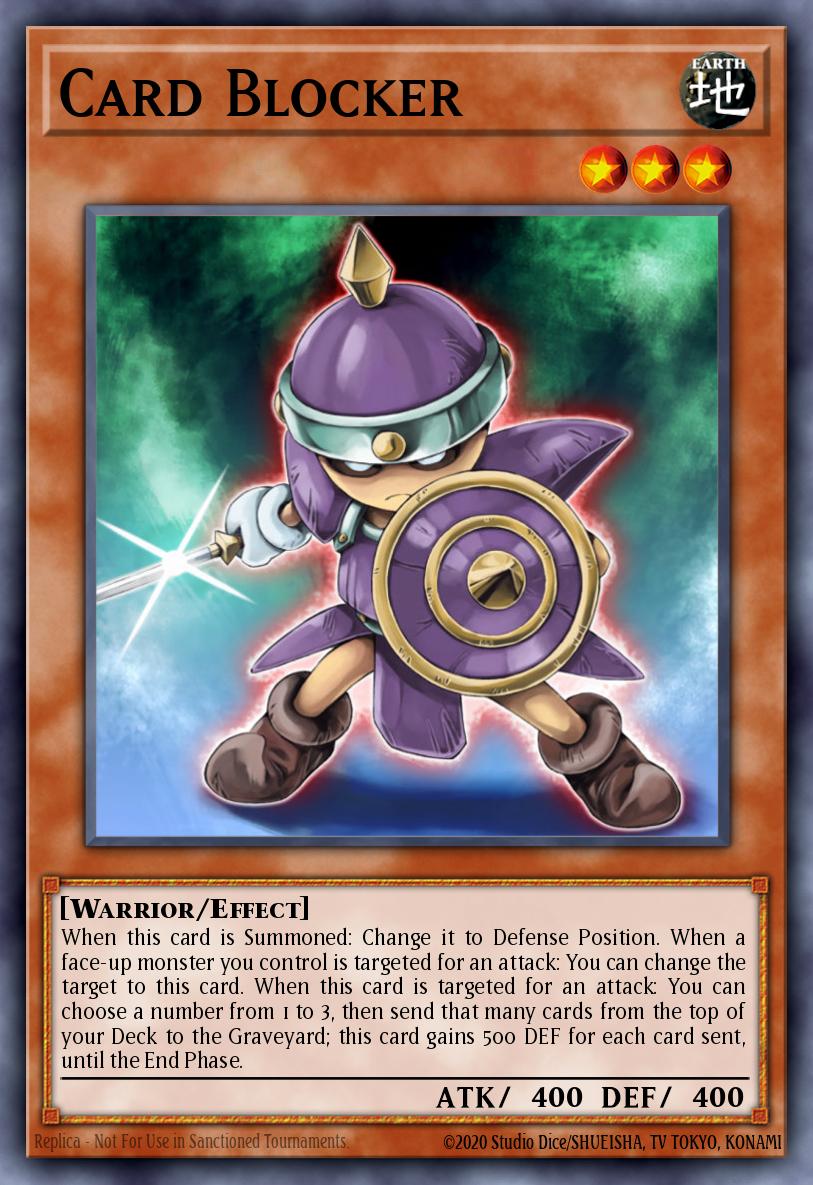 Card Blocker
EARTH
地
[Warrior/Effect]
When this card is Summoned: Change it to Defense Position. When a
face-up monster you control is targeted for an attack: You can change the
target to this card. When this card is targeted for an attack: You can
choose a number from 1 to 3, then send that many cards from the top of
your Deck to the Graveyard; this card gains 500 DEF for each card sent,
until the End Phase.
ATK/ 400 DEF/ 400
Replica - Not For Use in Sanctioned Tournaments.
©2020 Studio Dice/SHUEISHA, TV TOKYO, KONAMI